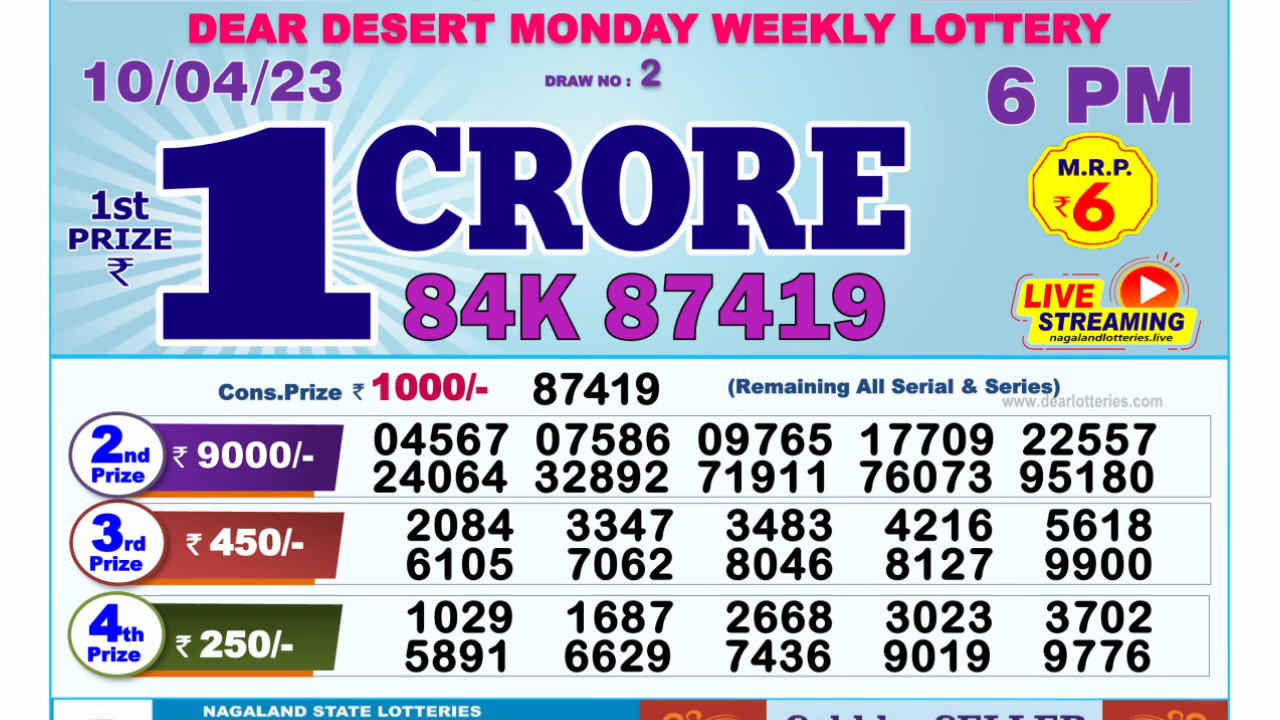 DEAR DESERT MONDAY WEEKLY LOTTERY
10/04/23
DRAW NO : 2
6 PM
1st
PRIZE
₹
1 CRORE
84K 87419
M.R.P.
₹6
LIVE
STREAMING
nagalandlotteries.live
Cons.Prize ₹ 1000/- 87419 (Remaining All Serial & Series)
www.dearlotteries.com
2nd Prize ₹ 9000/-
04567 07586 09765 17709 22557
24064 32892 71911 76073 95180
3rd Prize ₹ 450/-
2084 3347 3483 4216 5618
6105 7062 8046 8127 9900
4th Prize ₹ 250/-
1029 1687 2668 3023 3702
5891 6629 7436 9019 9776
NAGALAND STATE LOTTERIES